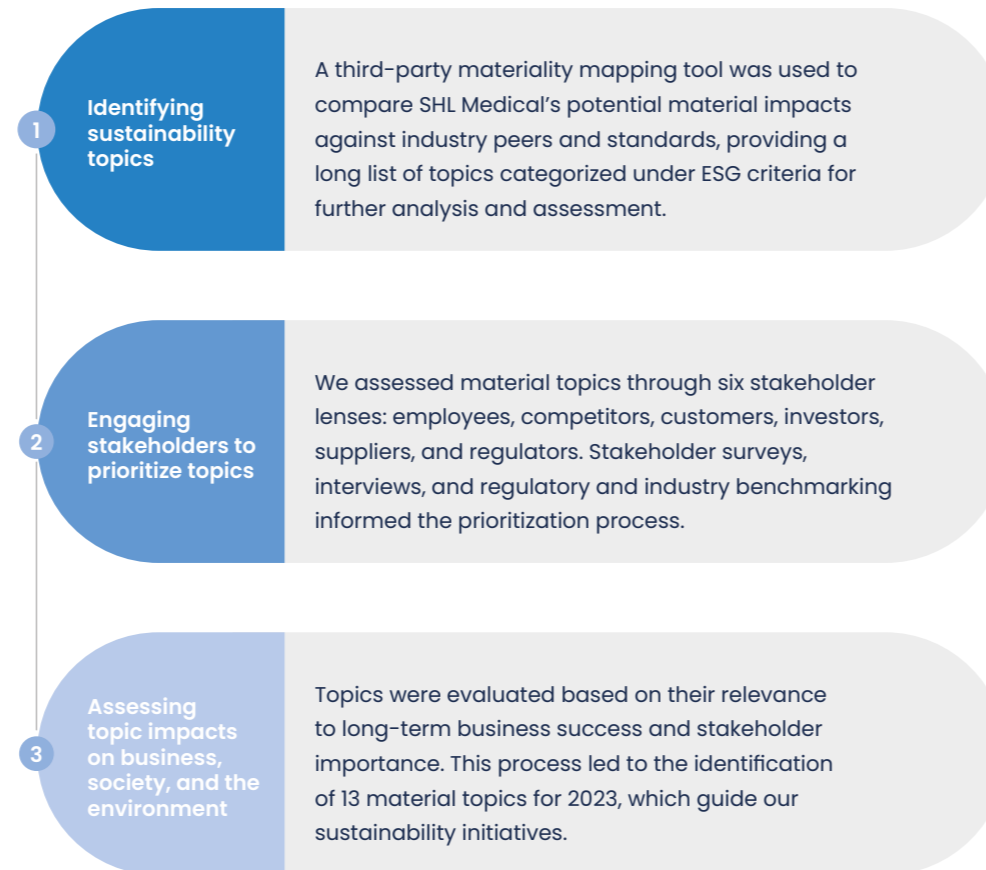 1
Identifying
sustainability
topics
A third-party materiality mapping tool was used to
compare SHL Medical's potential material impacts
against industry peers and standards, providing a
long list of topics categorized under ESG criteria for
further analysis and assessment.
2
Engaging
stakeholders to
prioritize topics
We assessed material topics through six stakeholder
lenses: employees, competitors, customers, investors,
suppliers, and regulators. Stakeholder surveys,
interviews, and regulatory and industry benchmarking
informed the prioritization process.
3
Assessing
topic impacts
on business,
society, and the
environment
Topics were evaluated based on their relevance
to long-term business success and stakeholder
importance. This process led to the identification
of 13 material topics for 2023, which guide our
sustainability initiatives.